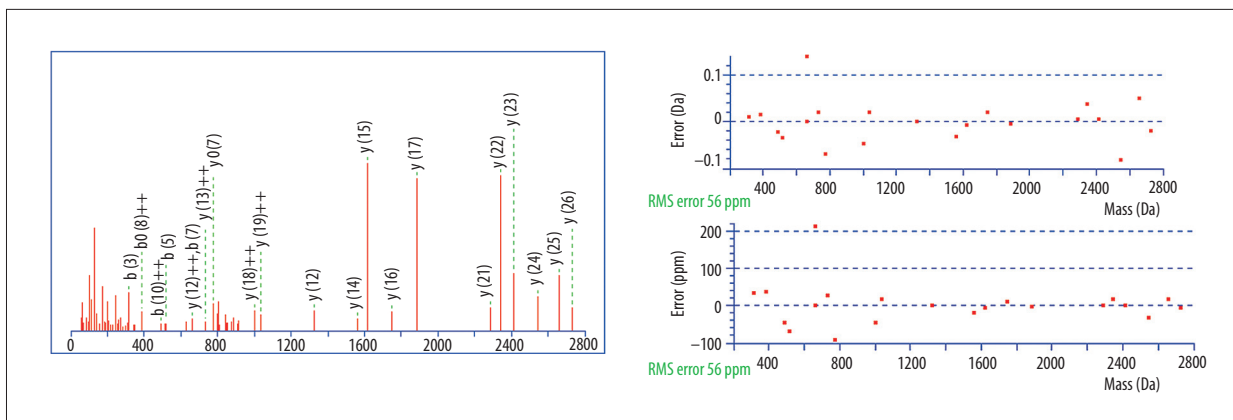 b (3)
b0 (8)++
b (10)++
b (5)
y (12)++,b (7)
y (13)++
y 0(7)
y (18)++
y (19)++
y (12)
y (14)
y (15)
y (16)
y (17)
y (21)
y (22)
y (23)
y (24)
y (25)
y (26)
0 400 800 1200 1600 2000 2400 2800
Error (Da)
0.1
0
−0.1
400 800 1200 1600 2000 2400 2800
RMS error 56 ppm
Mass (Da)
Error (ppm)
200
100
0
−100
400 800 1200 1600 2000 2400 2800
RMS error 56 ppm
Mass (Da)